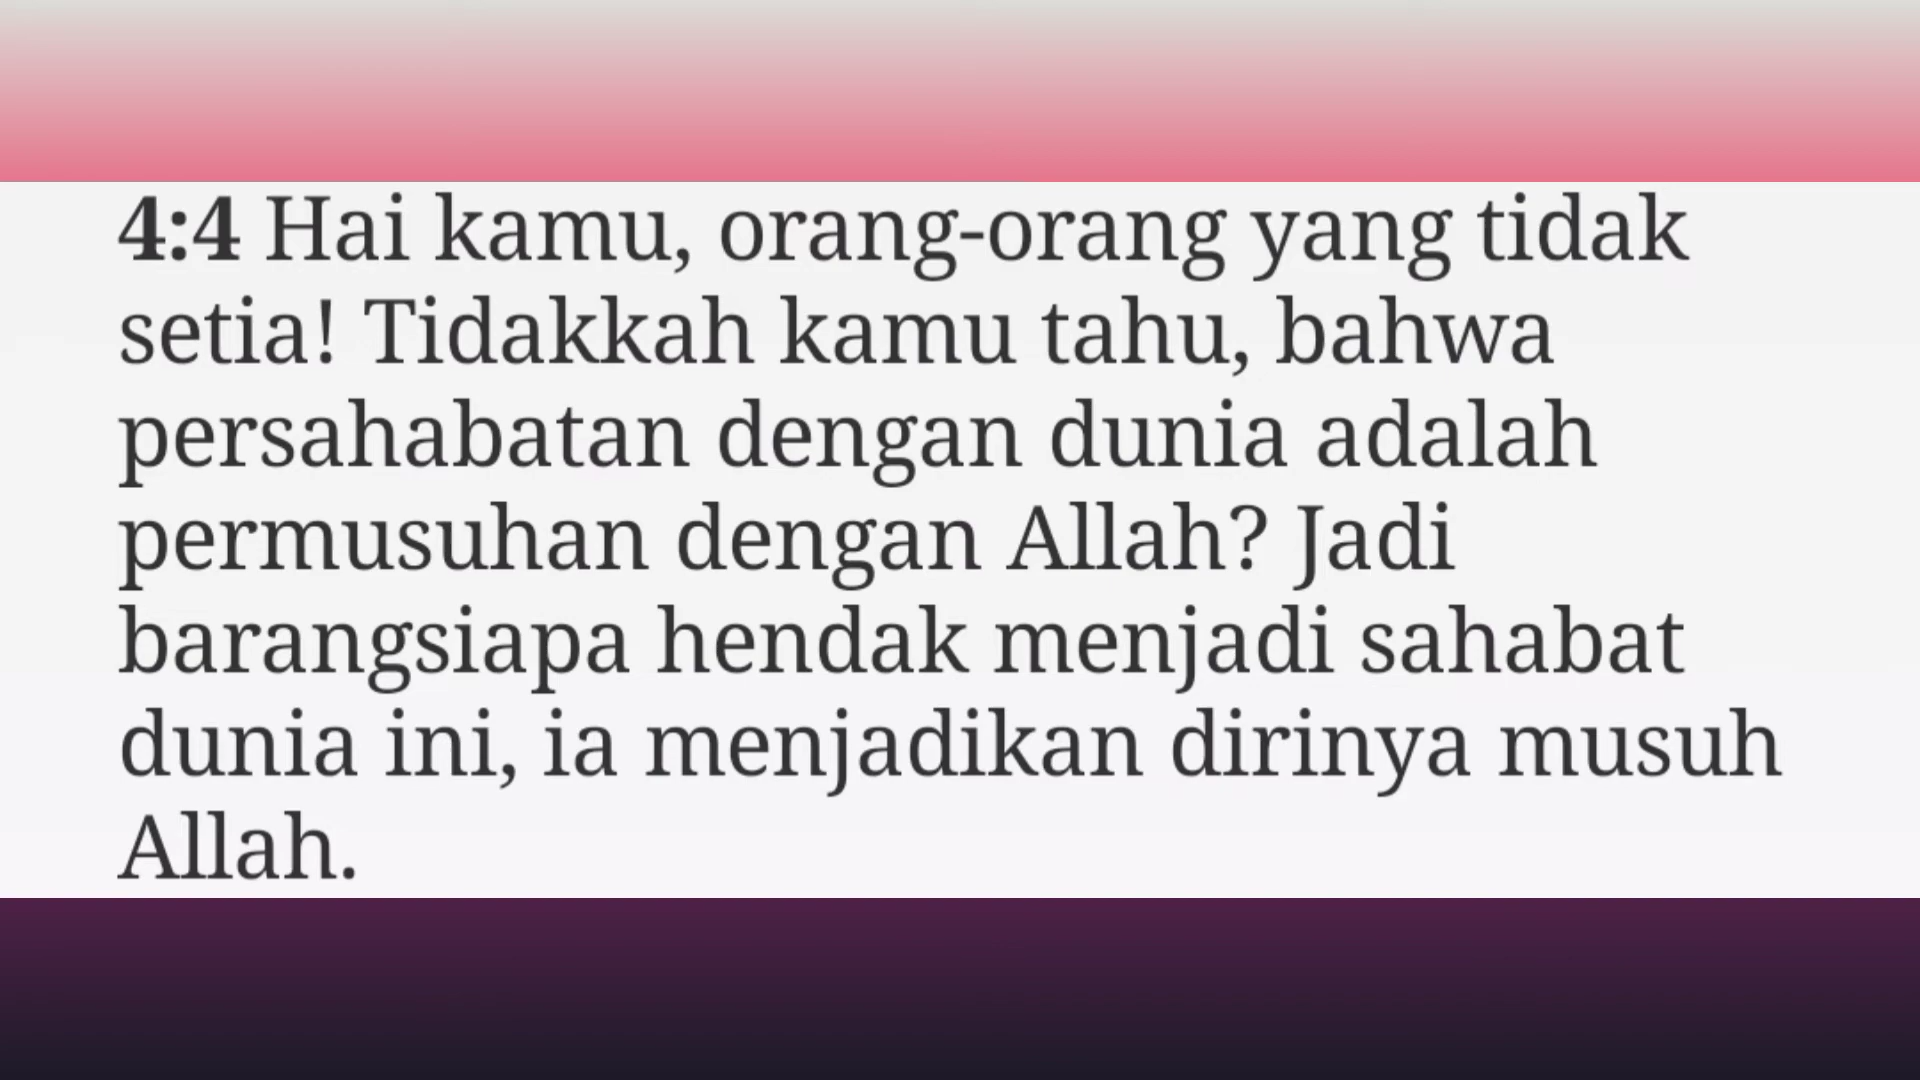 4:4 Hai kamu, orang-orang yang tidak
setia! Tidakkah kamu tahu, bahwa
persahabatan dengan dunia adalah
permusuhan dengan Allah? Jadi
barangsiapa hendak menjadi sahabat
dunia ini, ia menjadikan dirinya musuh
Allah.